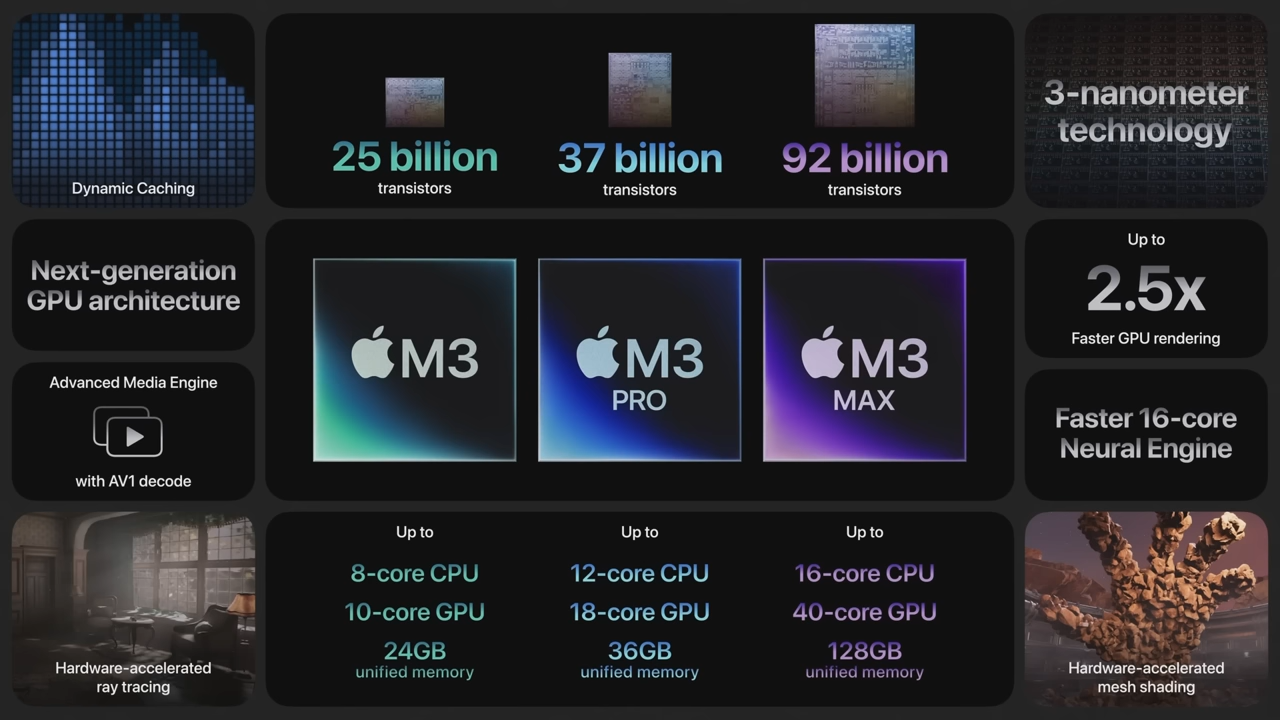 Dynamic Caching
25 billion
transistors
37 billion
transistors
92 billion
transistors
3-nanometer
technology
Next-generation
GPU architecture
Advanced Media Engine
with AV1 decode
M3
M3
PRO
M3
MAX
Up to
2.5x
Faster GPU rendering
Faster 16-core
Neural Engine
Hardware-accelerated
ray tracing
Up to
8-core CPU
10-core GPU
24GB
unified memory
Up to
12-core CPU
18-core GPU
36GB
unified memory
Up to
16-core CPU
40-core GPU
128GB
unified memory
Hardware-accelerated
mesh shading